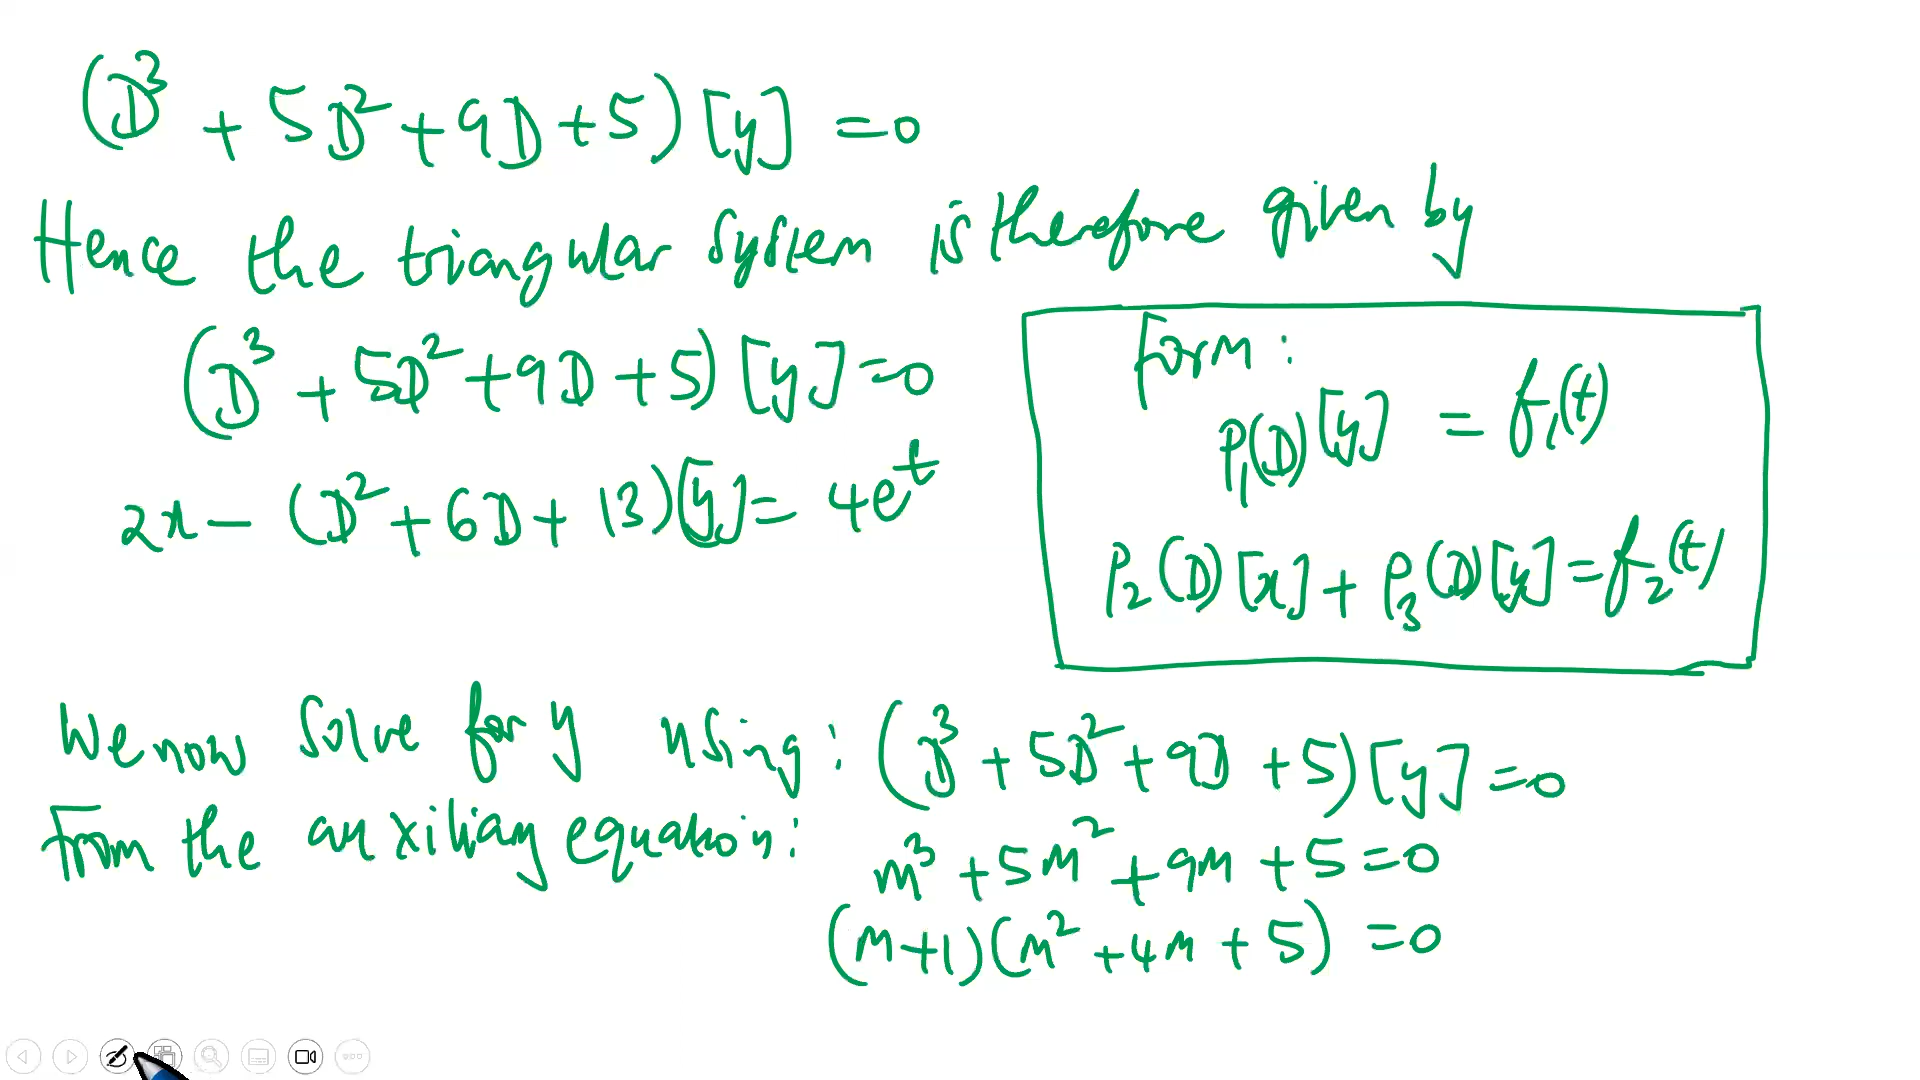 (D³ + 5D² + 9D + 5) [y] = 0
Hence the triangular system is therefore given by
(D³ + 5D² + 9D + 5) [y] = 0
2x - (D² + 6D + 13)[y] = 4e^t
Form:
P₁(D)[y] = f₁(t)
P₂(D)[x] + P₃(D)[y] = f₂(t)
We now solve for y using: (D³ + 5D² + 9D + 5)[y] = 0
From the auxiliary equation:
m³ + 5m² + 9m + 5 = 0
(m+1)(m² + 4m + 5) = 0